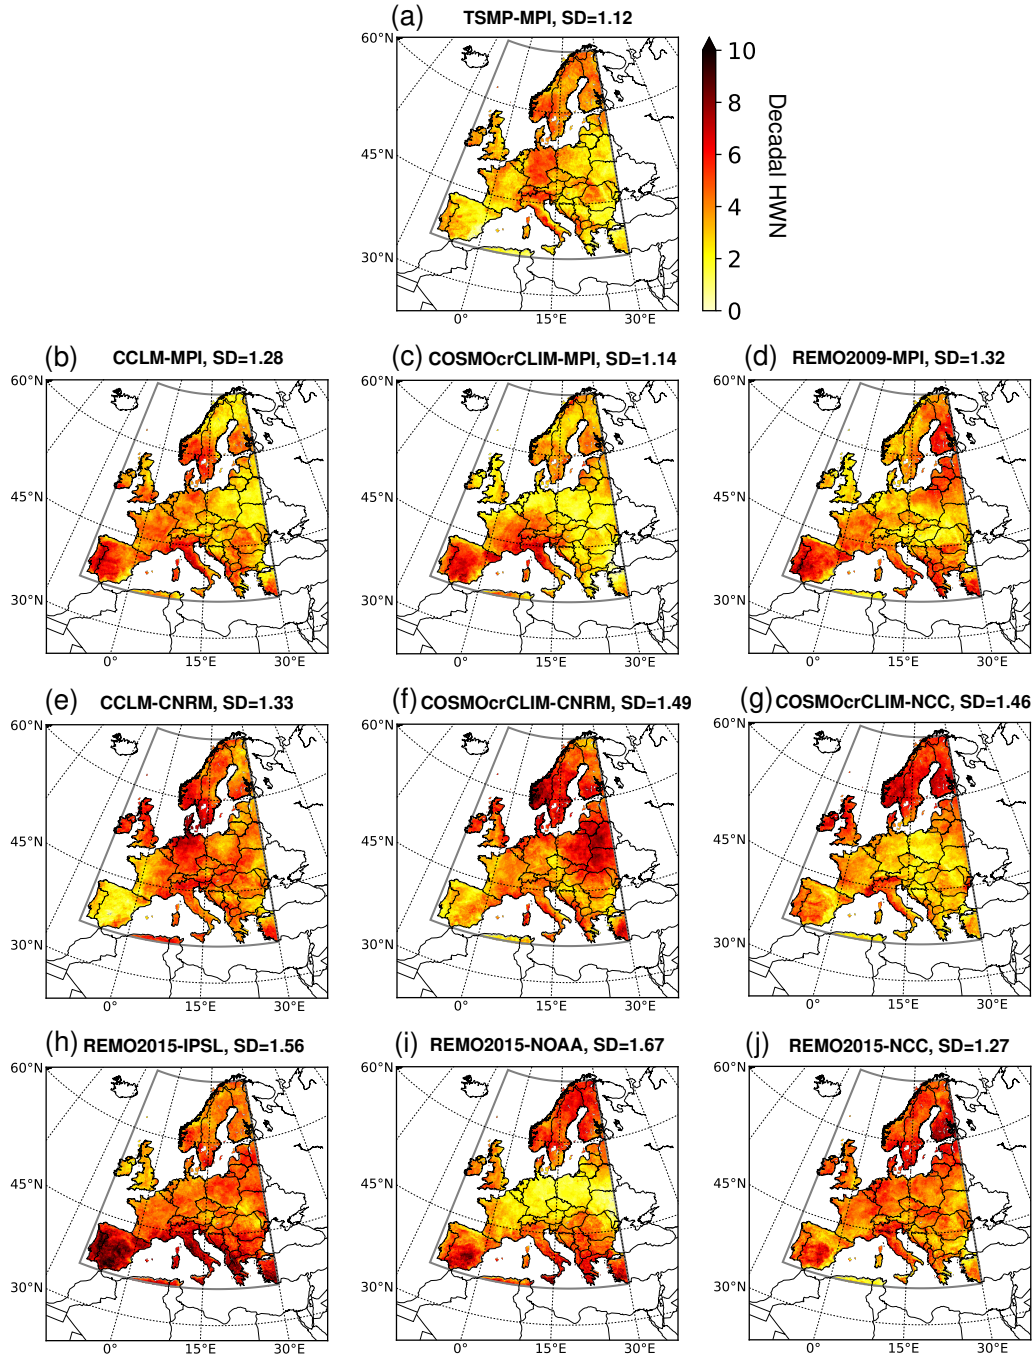 (a) TSMP-MPI, SD=1.12
60°N
45°N
30°N
0° 15°E 30°E
10
8
6
4
2
0
Decadal HWN
(b) CCLM-MPI, SD=1.28
60°N
45°N
30°N
0° 15°E 30°E
(c) COSMOcrCLIM-MPI, SD=1.14
60°N
45°N
30°N
0° 15°E 30°E
(d) REMO2009-MPI, SD=1.32
60°N
45°N
30°N
0° 15°E 30°E
(e) CCLM-CNRM, SD=1.33
60°N
45°N
30°N
0° 15°E 30°E
(f) COSMOcrCLIM-CNRM, SD=1.49
60°N
45°N
30°N
0° 15°E 30°E
(g) COSMOcrCLIM-NCC, SD=1.46
60°N
45°N
30°N
0° 15°E 30°E
(h) REMO2015-IPSL, SD=1.56
60°N
45°N
30°N
0° 15°E 30°E
(i) REMO2015-NOAA, SD=1.67
60°N
45°N
30°N
0° 15°E 30°E
(j) REMO2015-NCC, SD=1.27
60°N
45°N
30°N
0° 15°E 30°E